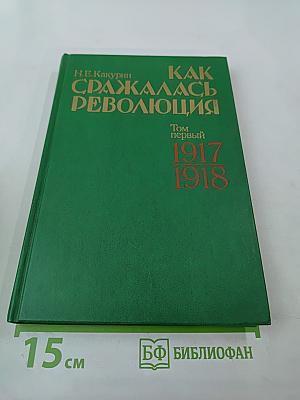 Н.Е.Какурин
КАК
СРАЖАЛАСЬ
РЕВОЛЮЦИЯ
Том
первый
1917
1918
15 см
БФ БИБЛИОФАН